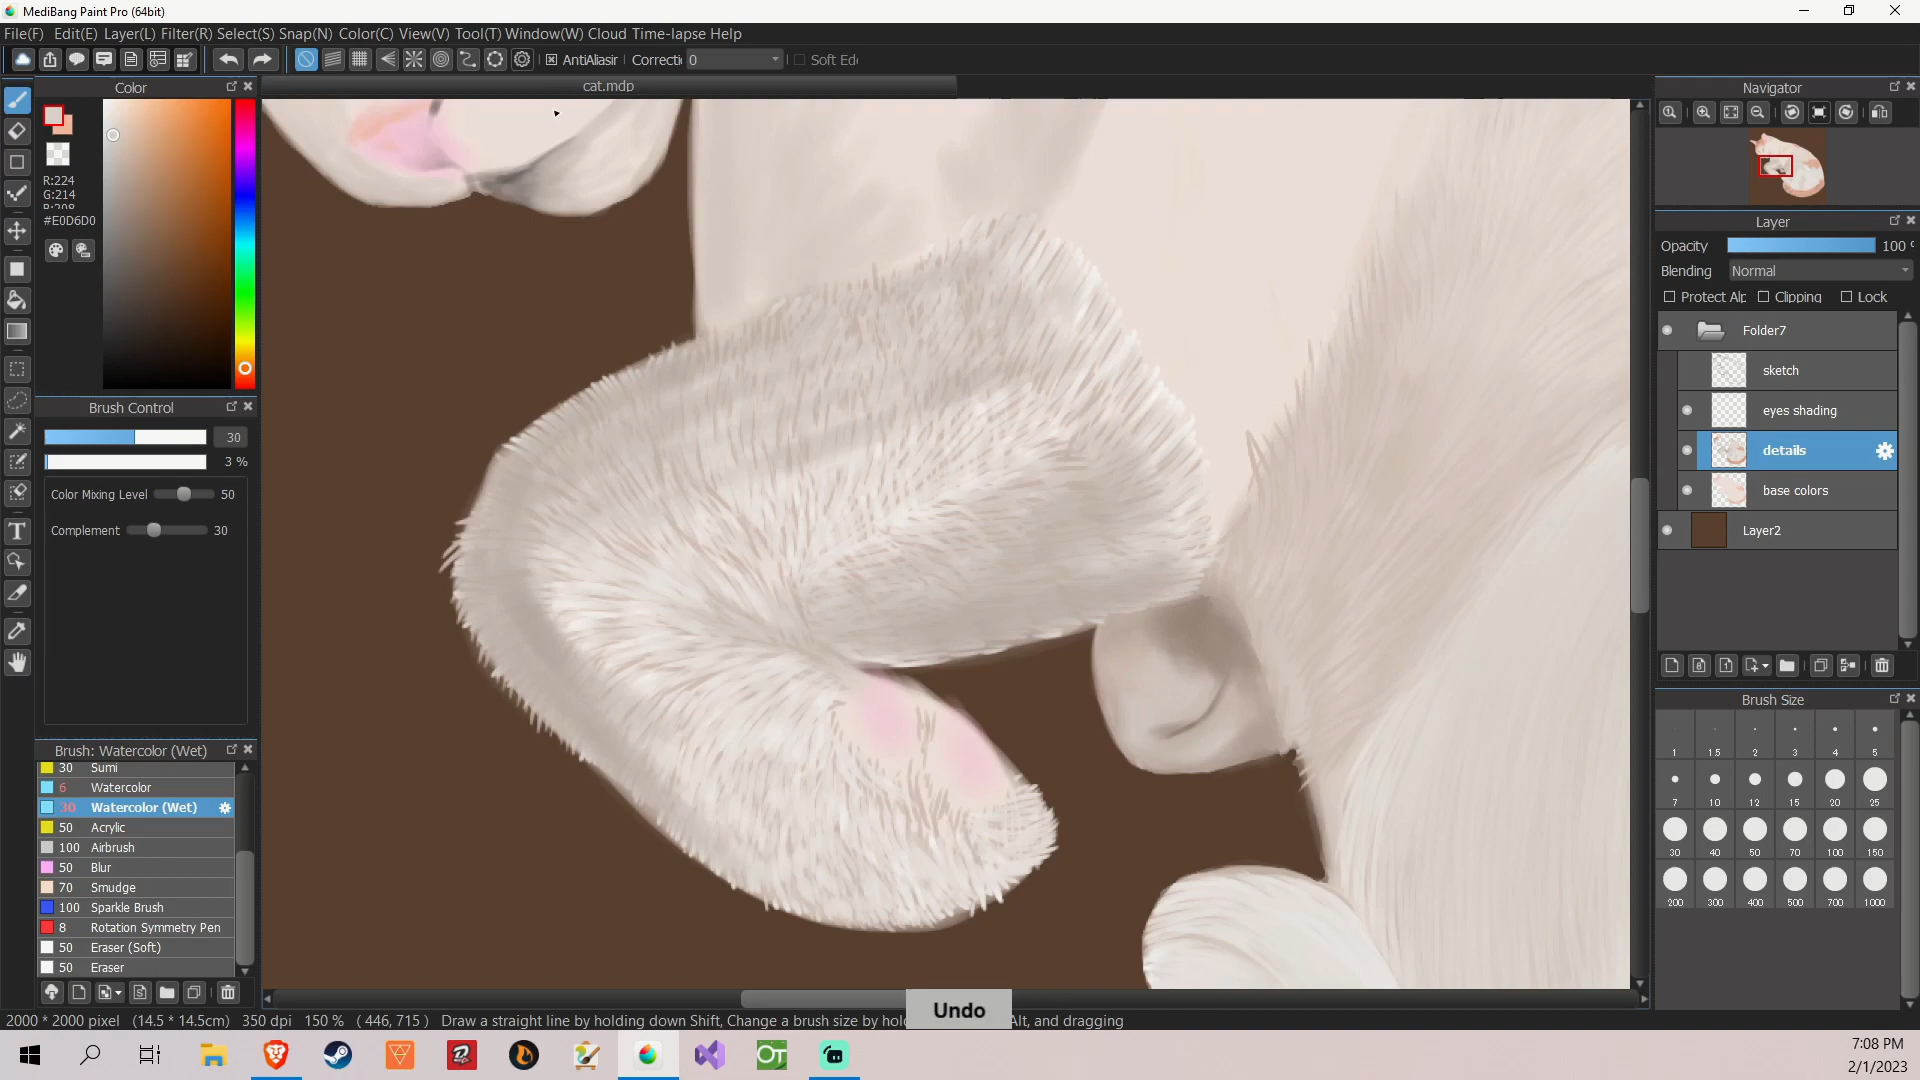 MediBang Paint Pro (64bit)
File(F) Edit(E) Layer(L) Filter(R) Select(S) Snap(N) Color(C) View(V) Tool(T) Window(W) Cloud Time-lapse Help
AntiAliasin Correcti 0 Soft Ed
Color
cat.mdp
Navigator
R:224
G:214
B:208
#E0D6D0
Layer
Opacity 100
Blending Normal
Protect Alp Clipping Lock
Folder7
sketch
eyes shading
details
base colors
Layer2
Brush Control
30
3 %
Color Mixing Level 50
Complement 30
Brush Size
1 1.5 2 3 4 5
7 10 12 15 20 25
30 40 50 70 100 150
200 300 400 500 700 1000
Brush: Watercolor (Wet)
30 Sumi
6 Watercolor
30 Watercolor (Wet)
50 Acrylic
100 Airbrush
50 Blur
70 Smudge
100 Sparkle Brush
8 Rotation Symmetry Pen
50 Eraser (Soft)
50 Eraser
Undo
2000 * 2000 pixel (14.5 * 14.5cm) 350 dpi 150 % ( 446, 715 ) Draw a straight line by holding down Shift, Change a brush size by hol Alt, and dragging
7:08 PM
2/1/2023